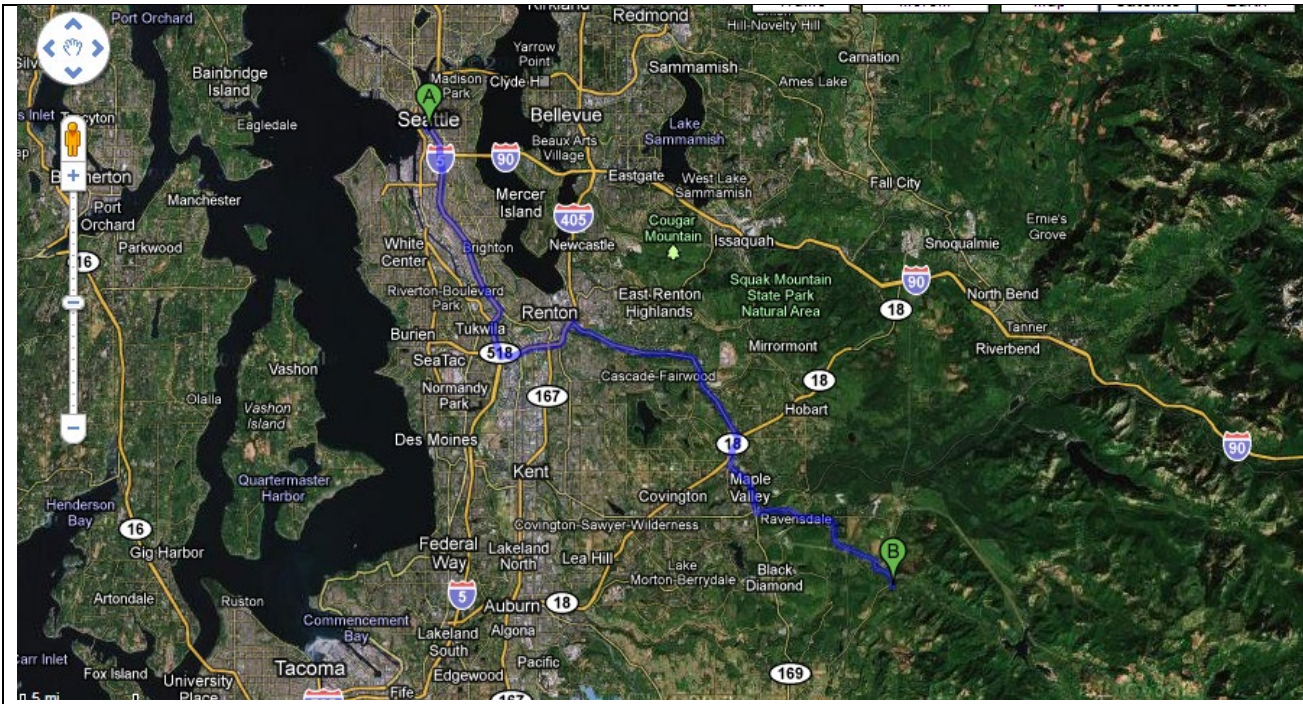 Port Orchard
Kirkland
Redmond
Hill-Novelty Hill
Yarrow
Point
Carnation
Bainbridge
Island
Madison
Park
Clyde H
Sammamish
Ames Lake
A
Seattle
Bellevue
s Inlet
Eagledale
Beaux Arts
Village
Lake
Sammamish
5
90
Eastgate
West Lake
Sammamish
Fall City
Manchester
Port
Orchard
Mercer
Island
405
Cougar
Mountain
Ernie's
Grove
Parkwood
White
Center
Brighton
Newcastle
Issaquah
Snoqualmie
16
Squak Mountain
State Park
Natural Area
90
North Bend
Riverton-Boulevard
Park
East Renton
Highlands
18
Renton
Tanner
Burien
Tukwila
Mirrormont
Riverbend
518
SeaTac
Vashon
Cascade-Fairwood
18
Normandy
Park
167
Olalla
Vashon
Island
Hobart
Des Moines
18
90
Kent
Quartermaster
Harbor
Maple
Valley
Covington
Henderson
Bay
16
Covington-Sawyer-Wilderness
Ravensdale
Gig Harbor
Federal
Way
Lakeland
North
Lea Hill
B
Lake
Morton-Berrydale
Black
Diamond
Artondale
Ruston
5
Auburn
18
Commencement
Bay
Lakeland
South
Algona
Carr Inlet
Fox Island
University
Place
Tacoma
Pacific
Edgewood
169
5 mi
Fife
167